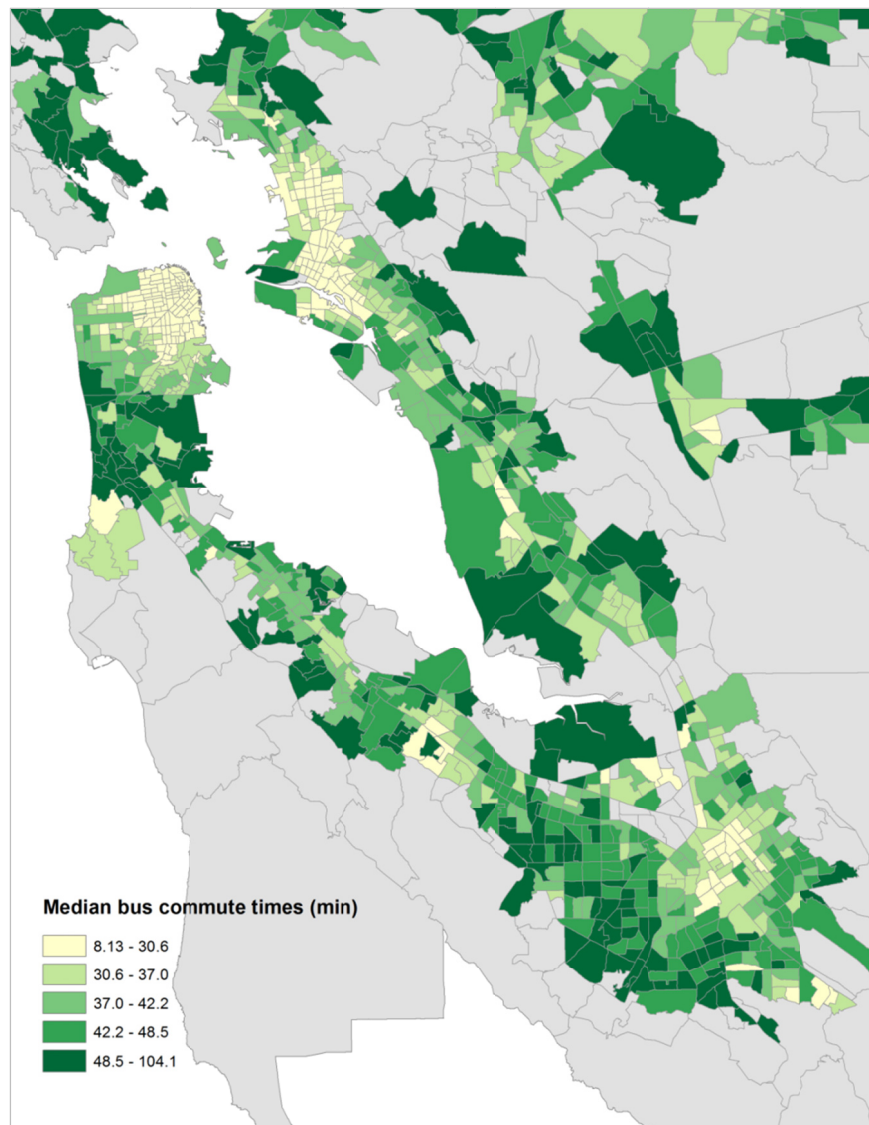 Median bus commute times (min)
8.13 - 30.6
30.6 - 37.0
37.0 - 42.2
42.2 - 48.5
48.5 - 104.1